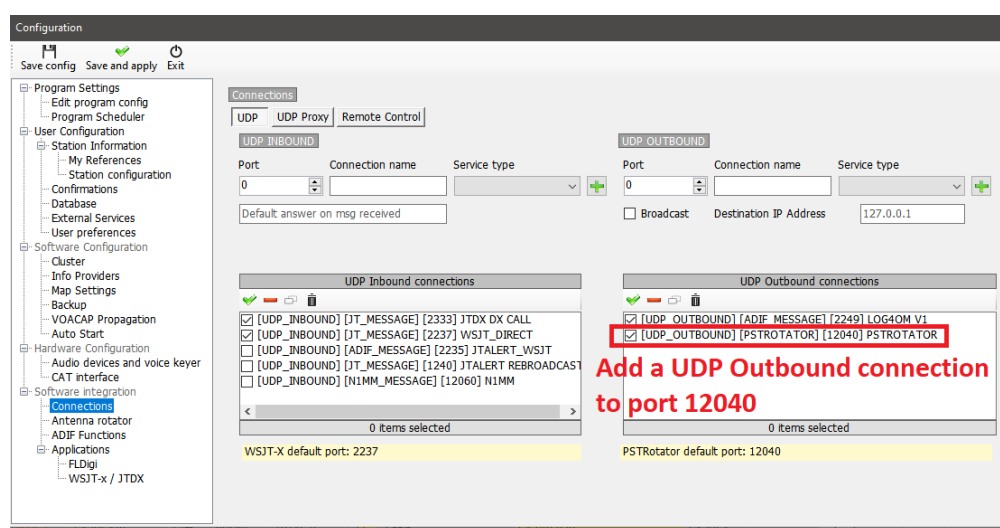 Configuration
Save config Save and apply Exit
Program Settings
Edit program config
Program Scheduler
User Configuration
Station Information
My References
Station configuration
Confirmations
Database
External Services
User preferences
Software Configuration
Cluster
Info Providers
Map Settings
Backup
VOACAP Propagation
Auto Start
Hardware Configuration
Audio devices and voice keyer
CAT interface
Software integration
Connections
Antenna rotator
ADIF Functions
Applications
FLDigi
WSJT-x / JTDX
Connections
UDP UDP Proxy Remote Control
UDP INBOUND
Port Connection name Service type
0
Default answer on msg received
UDP Inbound connections
[UDP_INBOUND] [JT_MESSAGE] [2333] JTDX DX CALL
[UDP_INBOUND] [JT_MESSAGE] [2237] WSJT_DIRECT
[UDP_INBOUND] [ADIF_MESSAGE] [2235] JTALERT_WSJT
[UDP_INBOUND] [JT_MESSAGE] [1240] JTALERT REBROADCAST
[UDP_INBOUND] [N1MM_MESSAGE] [12060] N1MM
0 items selected
WSJT-X default port: 2237
UDP OUTBOUND
Port Connection name Service type
0
Broadcast Destination IP Address 127.0.0.1
UDP Outbound connections
[UDP_OUTBOUND] [ADIF_MESSAGE] [2249] LOG4OM V1
[UDP_OUTBOUND] [PSTROTATOR] [12040] PSTROTATOR
Add a UDP Outbound connection
to port 12040
0 items selected
PSTRotator default port: 12040